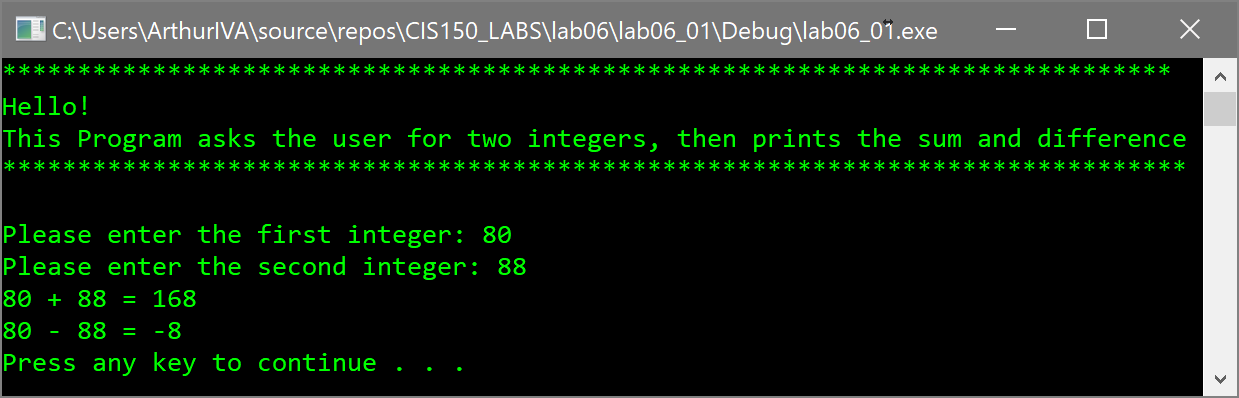 C:\Users\ArthurIVA\source\repos\CIS150_LABS\lab06\lab06_01\Debug\lab06_01.exe
******************************************************************************
Hello!
This Program asks the user for two integers, then prints the sum and difference
*******************************************************************************
Please enter the first integer: 80
Please enter the second integer: 88
80 + 88 = 168
80 - 88 = -8
Press any key to continue . . .